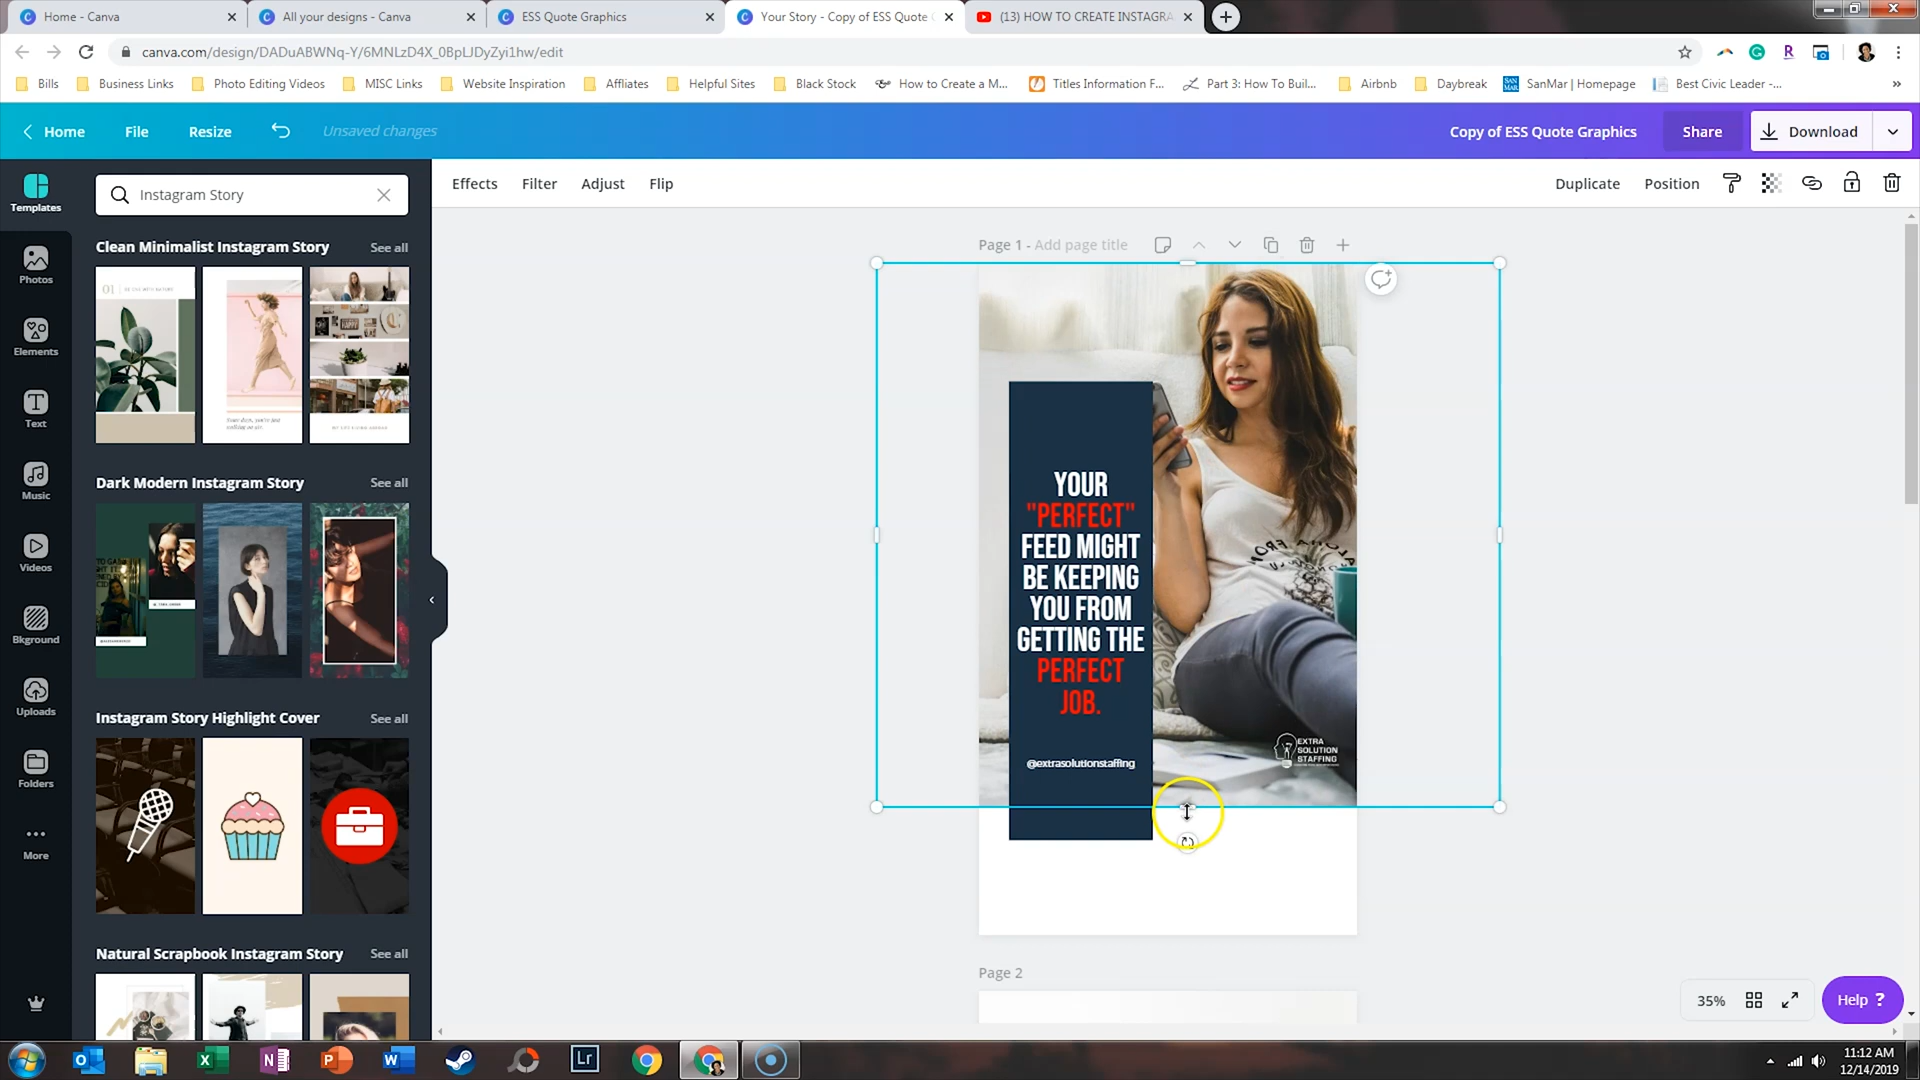 Home - Canva
All your designs - Canva
ESS Quote Graphics
Your Story - Copy of ESS Quote
(13) HOW TO CREATE INSTAGRA
canva.com/design/DADuABWNq-Y/6MNLzD4X_0BpLJDyZyi1hw/edit
Bills
Business Links
Photo Editing Videos
MISC Links
Website Inspiration
Affliates
Helpful Sites
Black Stock
How to Create a M...
Titles Information F...
Part 3: How To Buil...
Airbnb
Daybreak
SanMar | Homepage
Best Civic Leader -...
Home
File
Resize
Unsaved changes
Copy of ESS Quote Graphics
Share
Download
Templates
Photos
Elements
Text
Music
Videos
Bkground
Uploads
Folders
More
Instagram Story
Clean Minimalist Instagram Story
See all
Dark Modern Instagram Story
See all
Instagram Story Highlight Cover
See all
Natural Scrapbook Instagram Story
See all
Effects
Filter
Adjust
Flip
Duplicate
Position
Page 1 - Add page title
YOUR
"PERFECT"
FEED MIGHT
BE KEEPING
YOU FROM
GETTING THE
PERFECT
JOB.
@extrasolutionstaffing
EXTRA
SOLUTION
STAFFING
Page 2
35%
Help ?
11:12 AM
12/14/2019